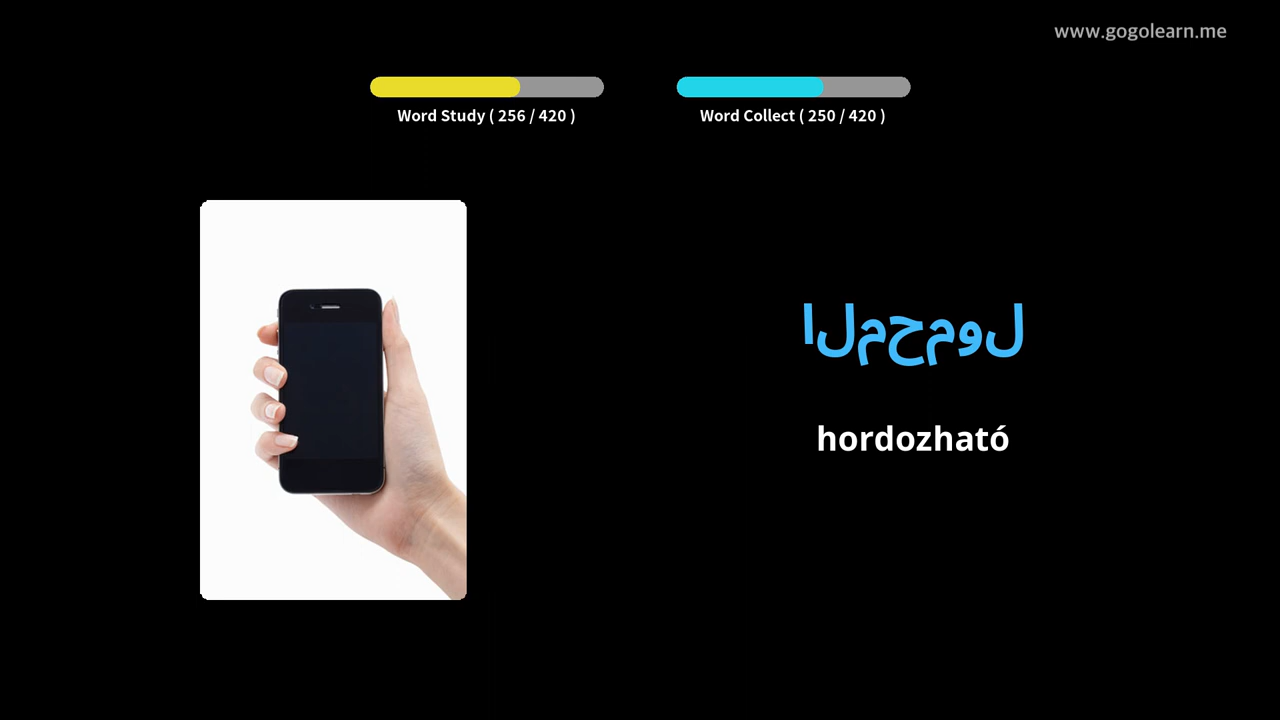 www.gogolearn.me
Word Study ( 256 / 420 )
Word Collect ( 250 / 420 )
المحمول
hordozható